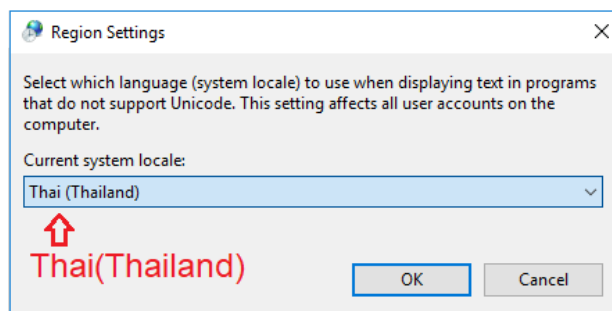 Region Settings
Select which language (system locale) to use when displaying text in programs
that do not support Unicode. This setting affects all user accounts on the
computer.
Current system locale:
Thai (Thailand)
Thai(Thailand)
OK Cancel